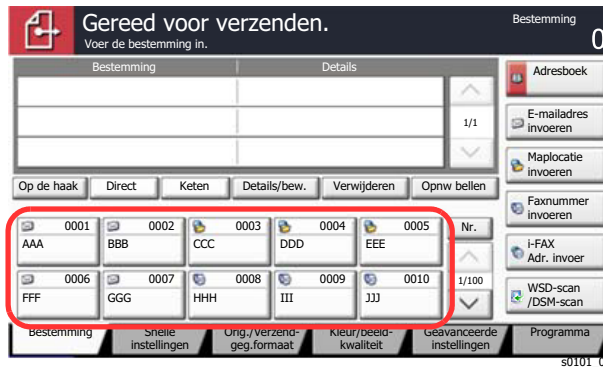 Gereed voor verzenden.
Voer de bestemming in.
Bestemming
0
Bestemming Details
1/1
Adresboek
E-mailadres
invoeren
Maplocatie
invoeren
Faxnummer
invoeren
i-FAX
Adr. invoer
WSD-scan
/DSM-scan
Op de haak Direct Keten Details/bew. Verwijderen Opnw bellen
0001 0002 0003 0004 0005 Nr.
AAA BBB CCC DDD EEE
0006 0007 0008 0009 0010 1/100
FFF GGG HHH III JJJ
Bestemming Snelle
instellingen Orig./Verzend-
geg.formaat Kleur/beeld-
kwaliteit Geavanceerde
instellingen Programma
s0101_0